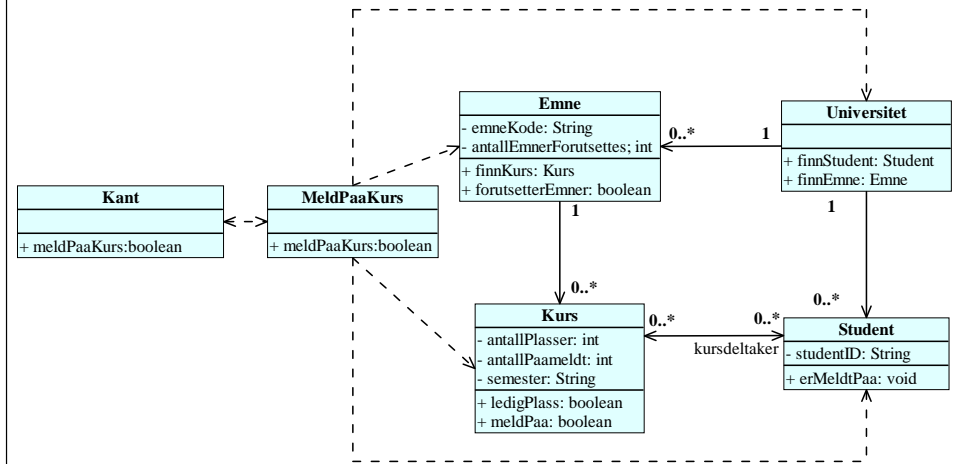 Emne
- emneKode: String
- antallEmnerForutsettes; int
+ finnKurs: Kurs
+ forutsetterEmner: boolean
0..*
1
Universitet
+ finnStudent: Student
+ finnEmne: Emne
Kant
+ meldPaaKurs:boolean
MeldPaaKurs
+ meldPaaKurs:boolean
1
1
0..*
0..*
Kurs
- antallPlasser: int
- antallPaameldt: int
- semester: String
+ ledigPlass: boolean
+ meldPaa: boolean
0..*
0..*
kursdeltaker
Student
- studentID: String
+ erMeldtPaa: void